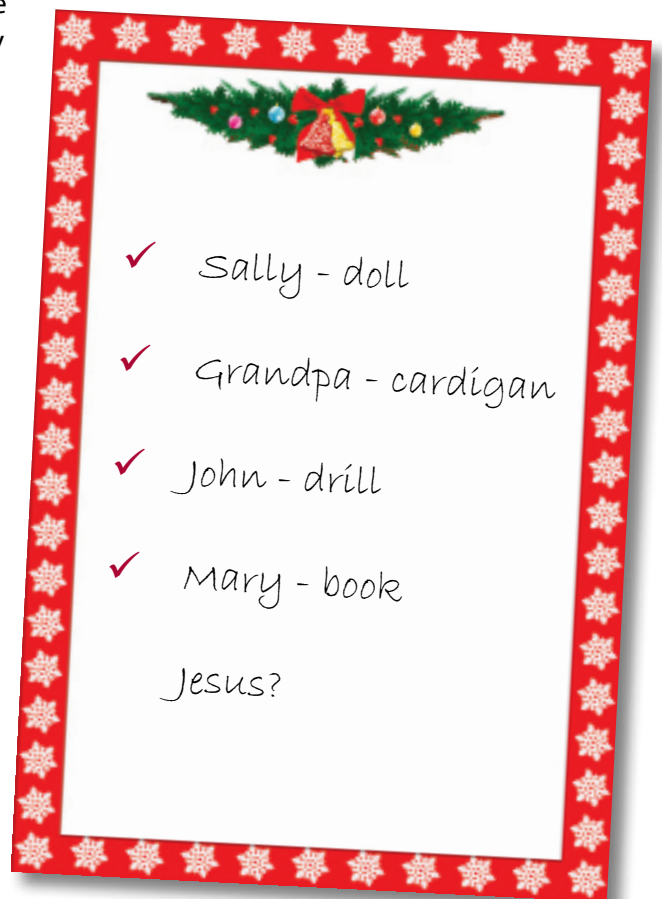 Sally - doll
Grandpa - cardigan
John - drill
Mary - book
Jesus?